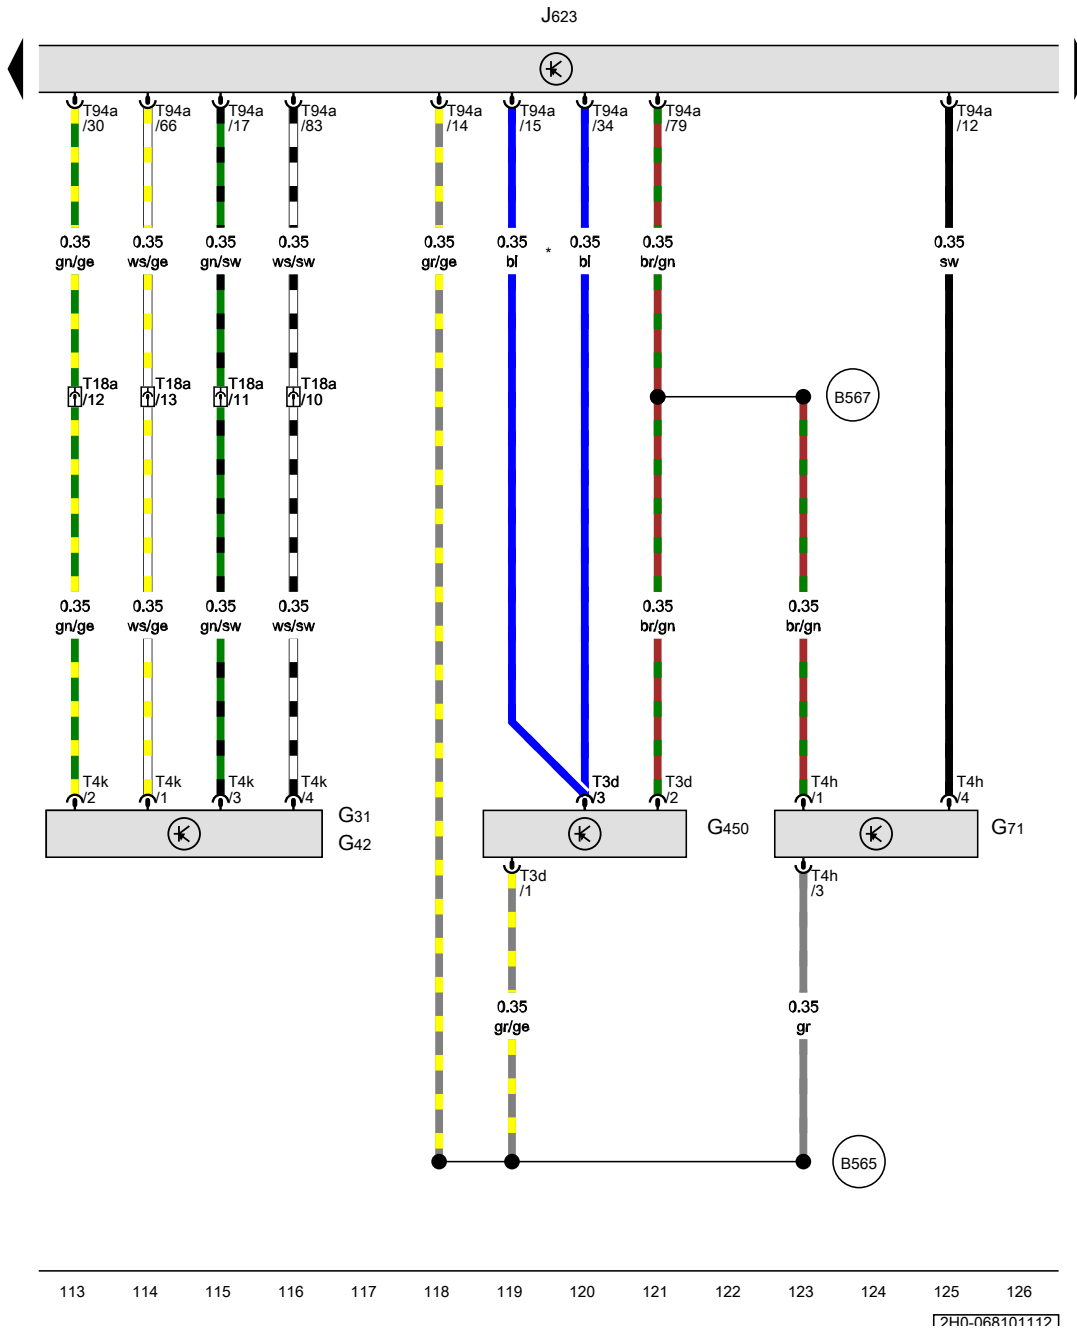 J623
T94a T94a T94a T94a T94a T94a T94a T94a T94a
/30 /66 /17 /83 /14 /15 /34 /79 /12
0.35 0.35 0.35 0.35 0.35 0.35 * 0.35 0.35 0.35
gn/ge ws/ge gn/sw ws/sw gr/ge bl bl br/gn sw
T18a T18a T18a T18a
/12 /13 /11 /10
B567
0.35 0.35 0.35 0.35 0.35 0.35
gn/ge ws/ge gn/sw ws/sw br/gn br/gn
T4k T4k T4k T4k T3d T3d T4h T4h
/2 /1 /3 /4 /3 /2 /1 /4
G31
G42
G450
G71
T3d T4h
/1 /3
0.35 0.35
gr/ge gr
B565
113 114 115 116 117 118 119 120 121 122 123 124 125 126
2H0-068101112